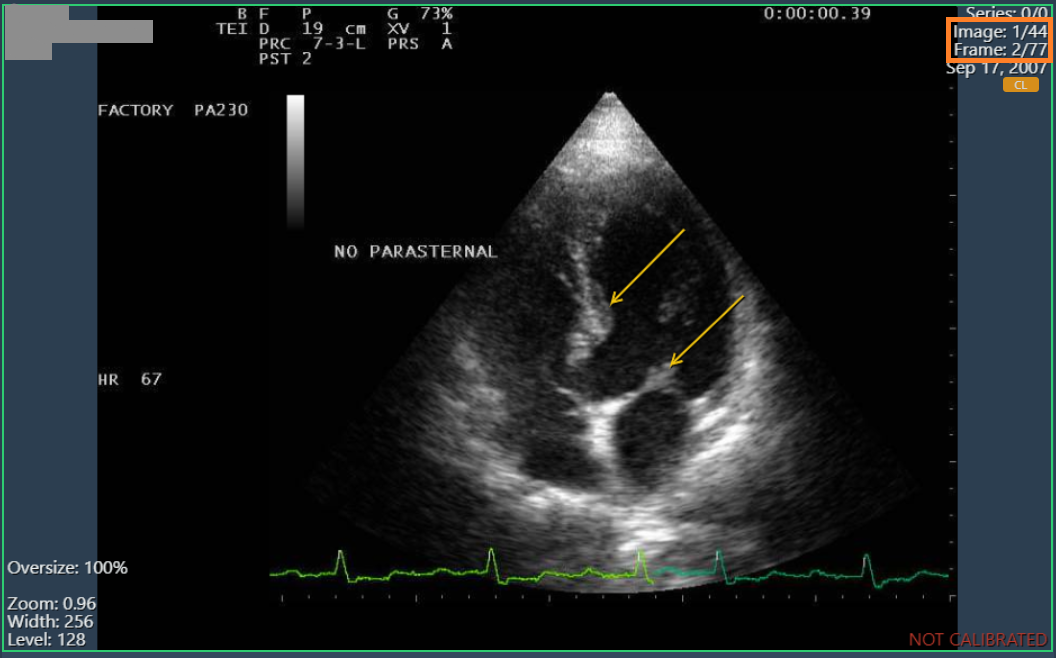 B F P G 73% 0:00:00.39 Series: 0/0
TEI D 19 cm XV 1 Image: 1/44
PRC 7-3-L PRS A Frame: 2/77
PST 2 Sep 17, 2007
CL
FACTORY PA230
NO PARASTERNAL
HR 67
Oversize: 100%
Zoom: 0.96
Width: 256
Level: 128 NOT CALIBRATED